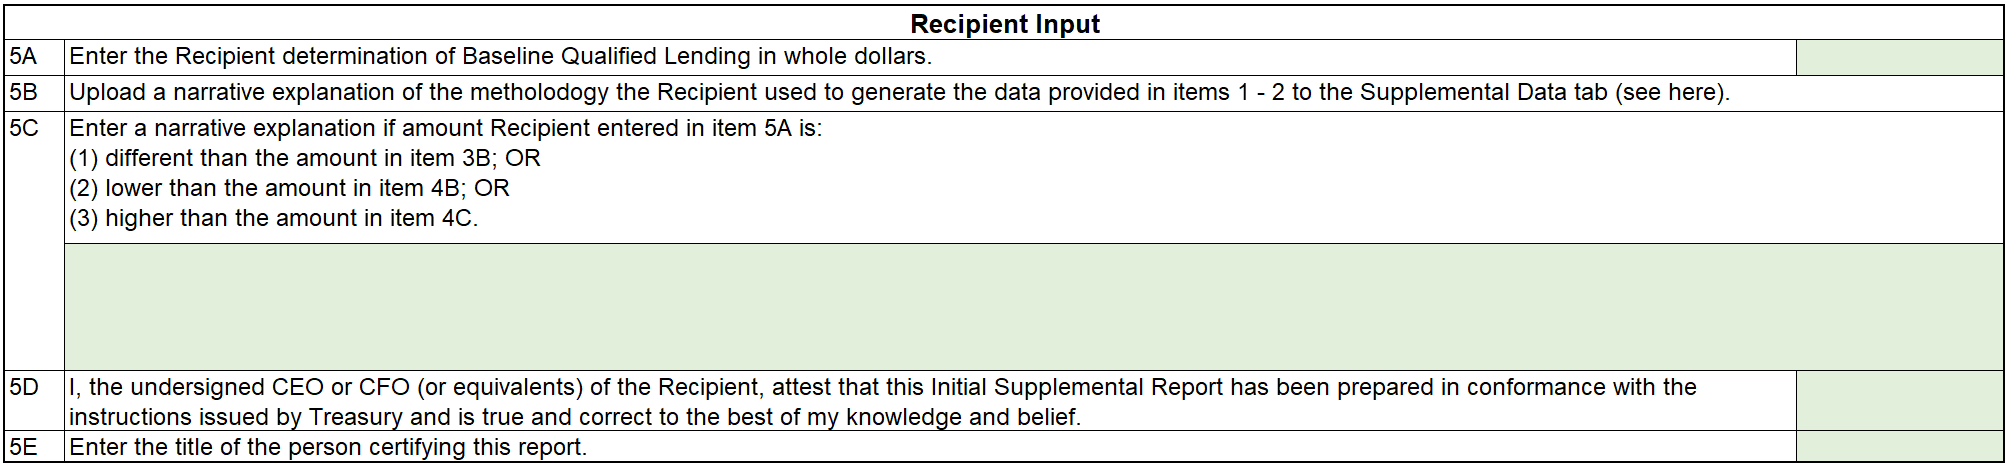 Recipient Input
5A Enter the Recipient determination of Baseline Qualified Lending in whole dollars.
5B Upload a narrative explanation of the metholodogy the Recipient used to generate the data provided in items 1 - 2 to the Supplemental Data tab (see here).
5C Enter a narrative explanation if amount Recipient entered in item 5A is:
(1) different than the amount in item 3B; OR
(2) lower than the amount in item 4B; OR
(3) higher than the amount in item 4C.
5D I, the undersigned CEO or CFO (or equivalents) of the Recipient, attest that this Initial Supplemental Report has been prepared in conformance with the
instructions issued by Treasury and is true and correct to the best of my knowledge and belief.
5E Enter the title of the person certifying this report.